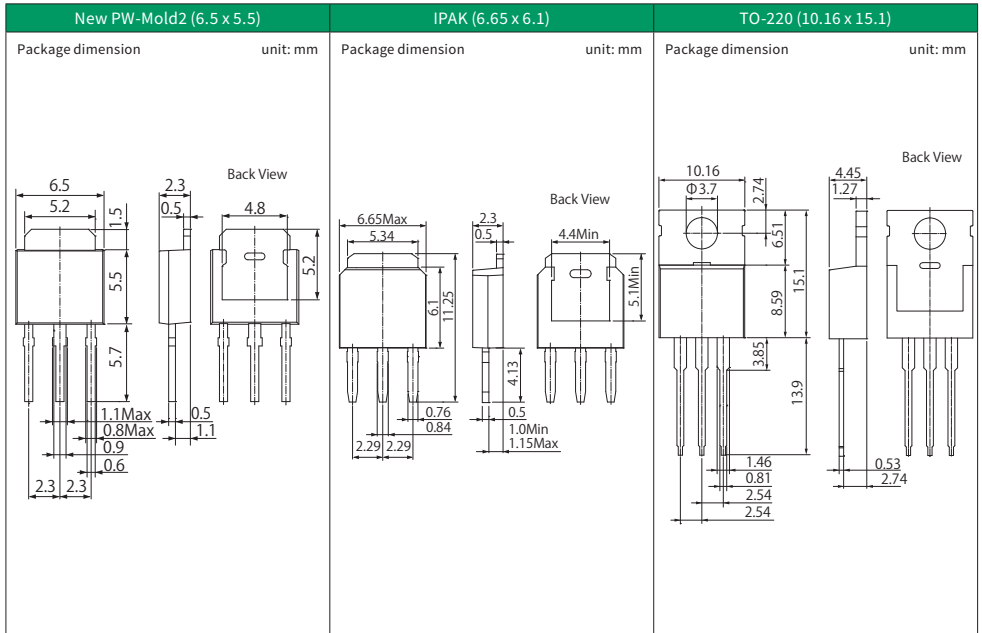 New PW-Mold2 (6.5 x 5.5)
Package dimension unit: mm
Back View
6.5
5.2
1.5
5.5
5.7
2.3
0.5
4.8
5.2
1.1Max
0.8Max
0.9
0.6
2.3 2.3
0.5
1.1
IPAK (6.65 x 6.1)
Package dimension unit: mm
Back View
6.65Max
5.34
6.1
11.25
2.3
0.5
4.4Min
5.1Min
4.13
0.76
0.84
2.29 2.29
0.5
1.0Min
1.15Max
TO-220 (10.16 x 15.1)
Package dimension unit: mm
Back View
10.16
Φ3.7
2.74
6.51
15.1
8.59
3.85
13.9
4.45
1.27
1.46
0.81
2.54
2.54
0.53
2.74